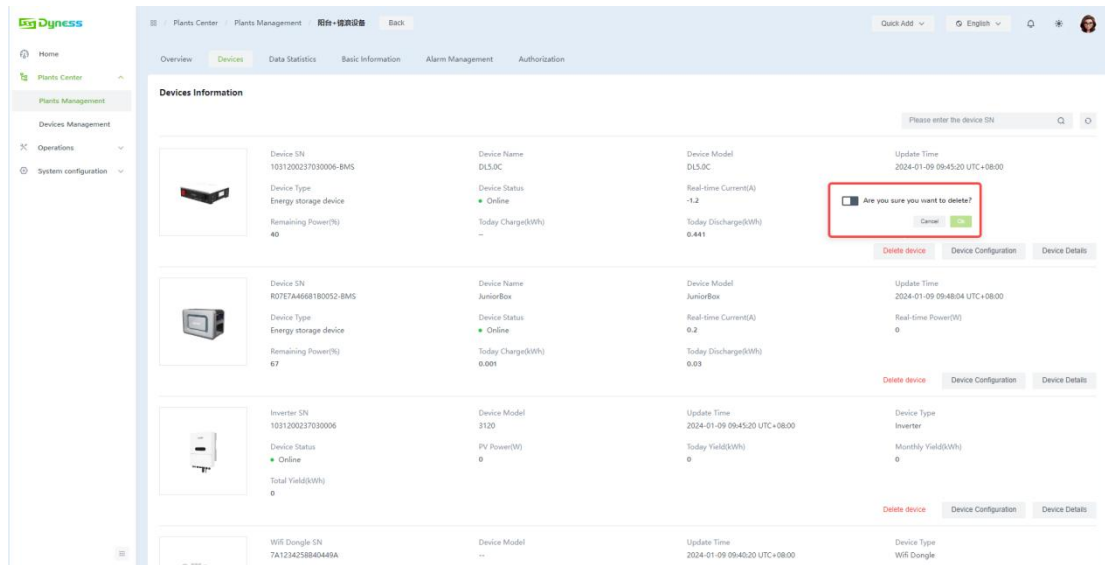 Dyness
Plants Center / Plants Management / 阳台+锦浪设备 Back
Quick Add English
Home
Plants Center
Plants Management
Devices Management
Operations
System configuration
Overview Devices Data Statistics Basic Information Alarm Management Authorization
Devices Information
Please enter the device SN
Device SN Device Name Device Model Update Time
1031200237030006-BMS DL5.0C DL5.0C 2024-01-09 09:45:20 UTC+08:00
Device Type Device Status Real-time Current(A)
Energy storage device Online -1.2
Are you sure you want to delete?
Cancel Ok
Remaining Power(%) Today Charge(kWh) Today Discharge(kWh)
40 -- 0.441
Delete device Device Configuration Device Details
Device SN Device Name Device Model Update Time
R07E7A46681B0052-BMS JuniorBox JuniorBox 2024-01-09 09:48:04 UTC+08:00
Device Type Device Status Real-time Current(A) Real-time Power(W)
Energy storage device Online 0.2 0
Remaining Power(%) Today Charge(kWh) Today Discharge(kWh)
67 0.001 0.03
Delete device Device Configuration Device Details
Inverter SN Device Model Update Time Device Type
1031200237030006 3120 2024-01-09 09:45:20 UTC+08:00 Inverter
Device Status PV Power(W) Today Yield(kWh) Monthly Yield(kWh)
Online 0 0 0
Total Yield(kWh)
0
Delete device Device Configuration Device Details
Wifi Dongle SN Device Model Update Time Device Type
7A1234258B40449A -- 2024-01-09 09:40:20 UTC+08:00 Wifi Dongle